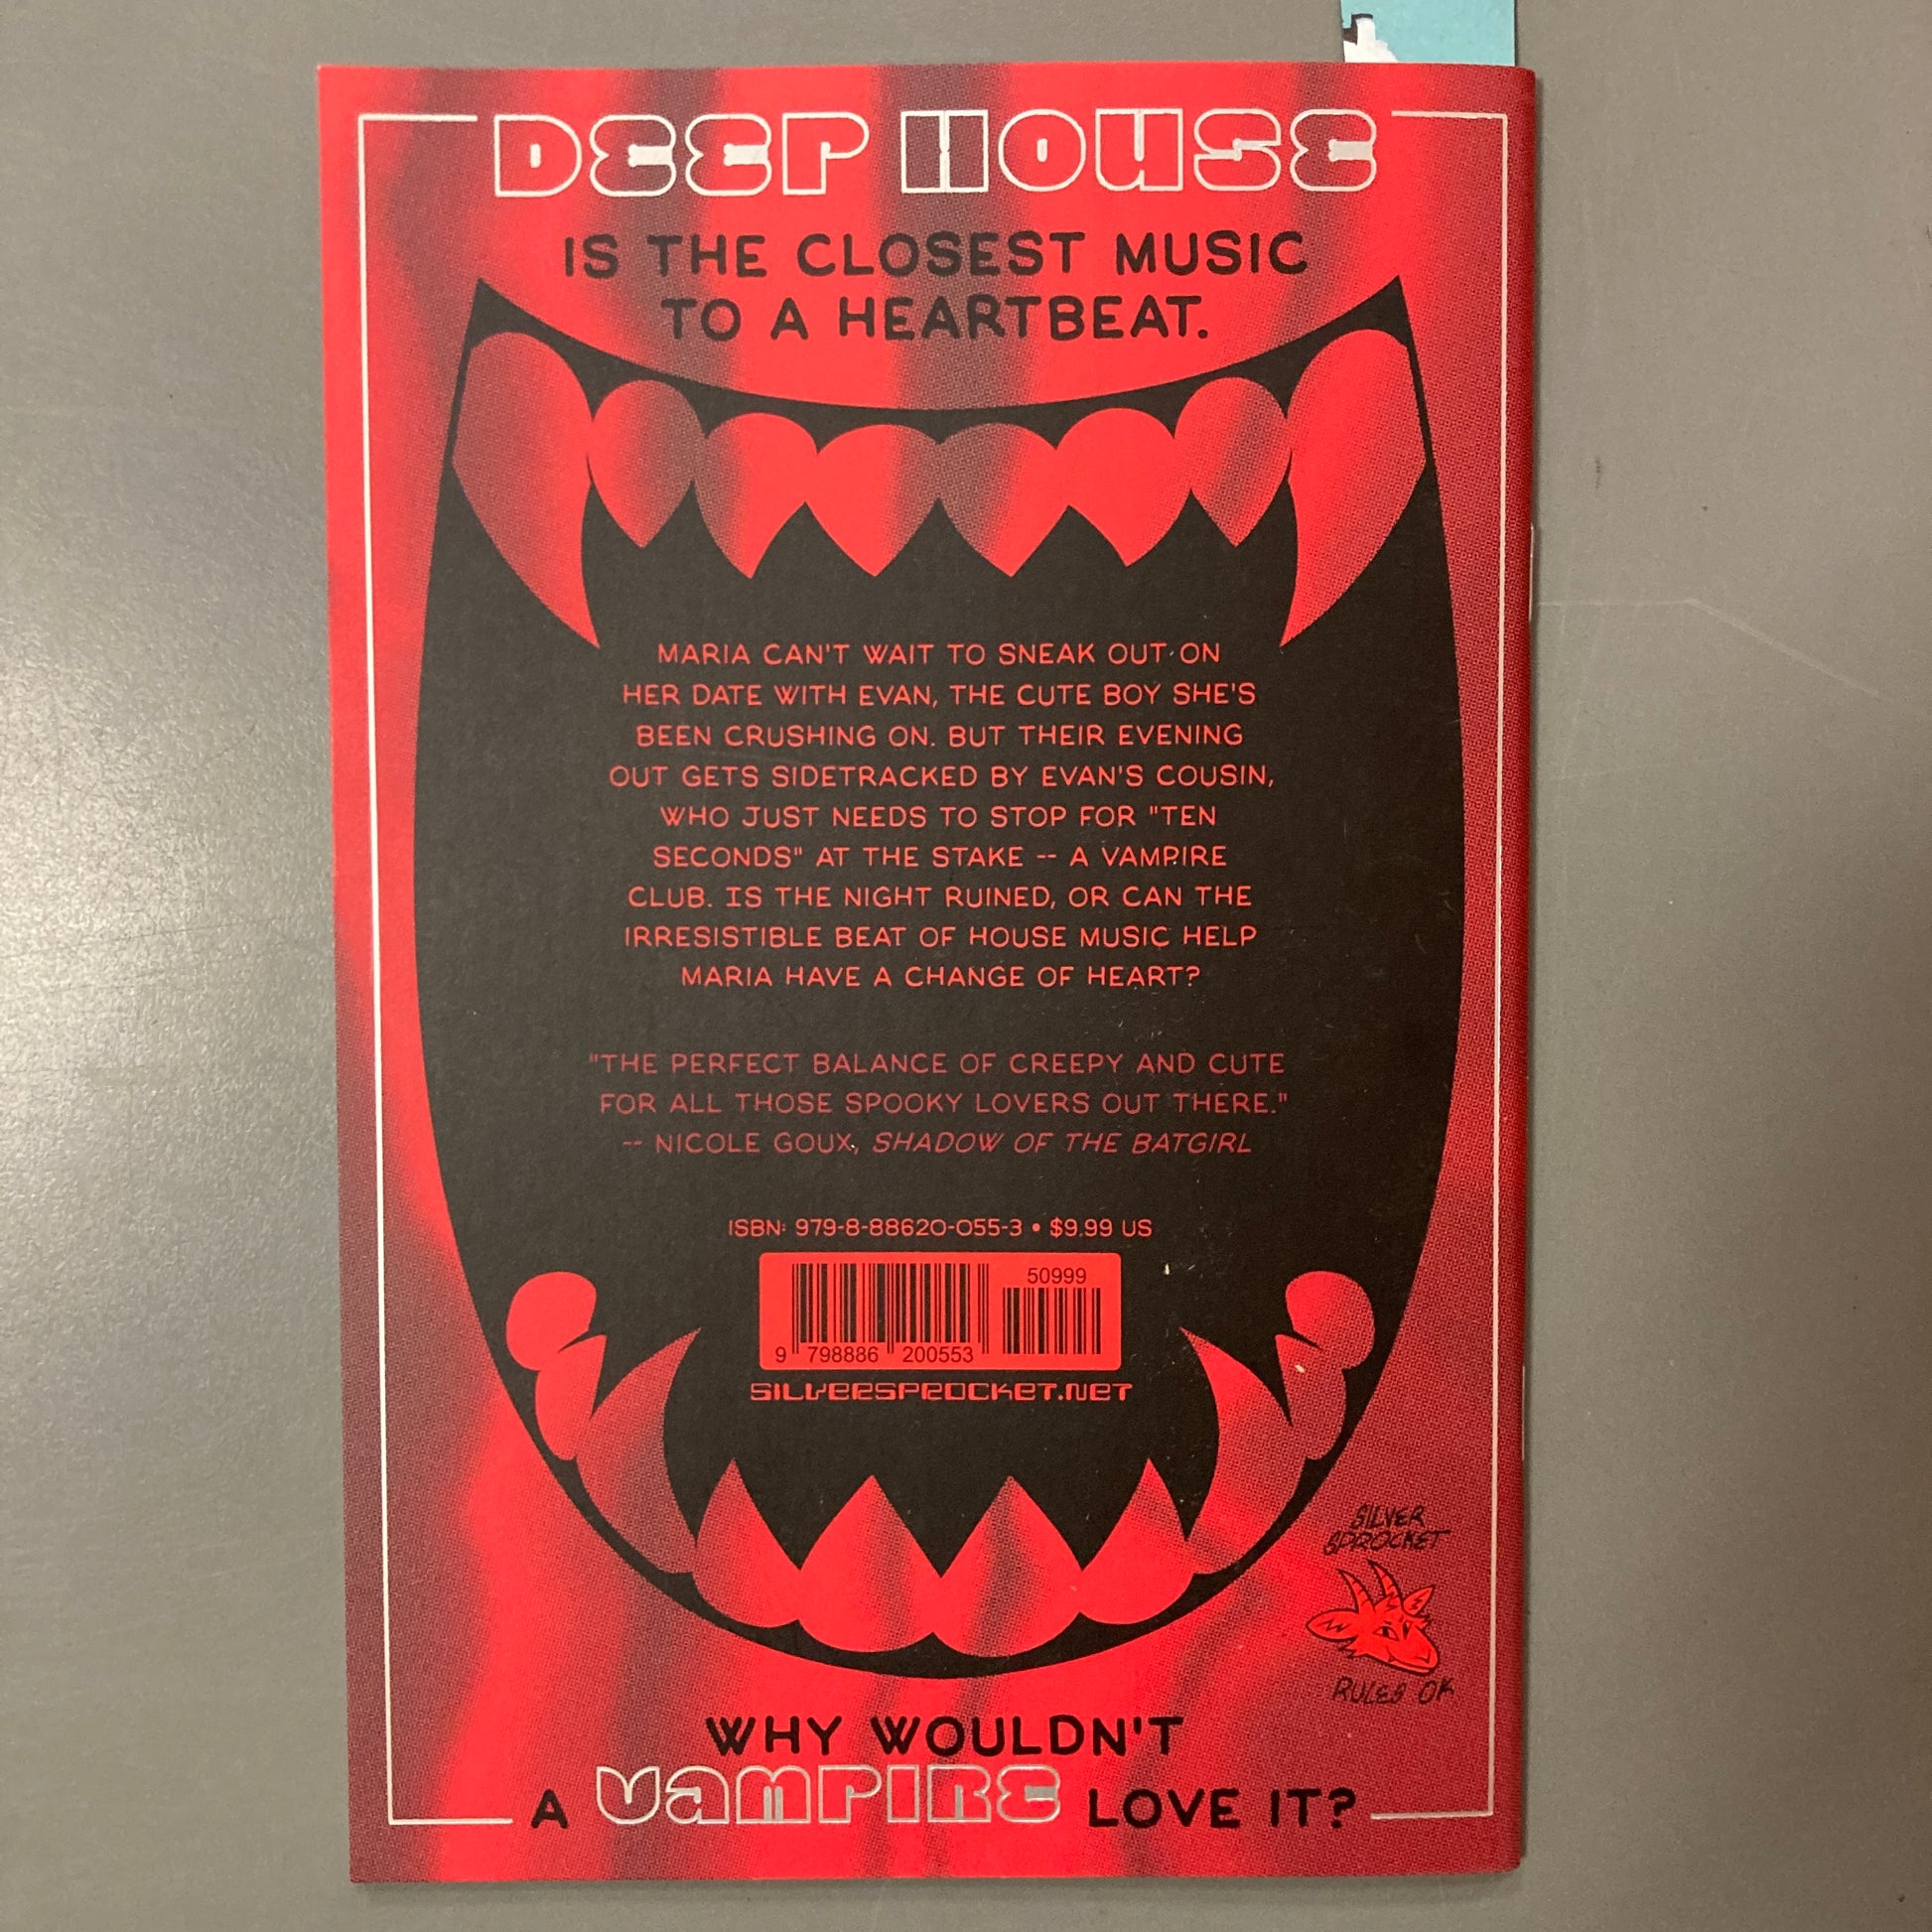 DEEP HOUSE
IS THE CLOSEST MUSIC
TO A HEARTBEAT.
MARIA CAN'T WAIT TO SNEAK OUT ON
HER DATE WITH EVAN, THE CUTE BOY SHE'S
BEEN CRUSHING ON. BUT THEIR EVENING
OUT GETS SIDETRACKED BY EVAN'S COUSIN,
WHO JUST NEEDS TO STOP FOR "TEN
SECONDS" AT THE STAKE -- A VAMPIRE
CLUB. IS THE NIGHT RUINED, OR CAN THE
IRRESISTIBLE BEAT OF HOUSE MUSIC HELP
MARIA HAVE A CHANGE OF HEART?
"THE PERFECT BALANCE OF CREEPY AND CUTE
FOR ALL THOSE SPOOKY LOVERS OUT THERE."
-- NICOLE GOUX, SHADOW OF THE BATGIRL
ISBN: 979-8-88620-055-3 • $9.99 US
50999
9 798886 200553
SILVERSPROCKET.NET
SILVER
SPROCKET
RULES OK
WHY WOULDN'T
A VAMPIRE LOVE IT?